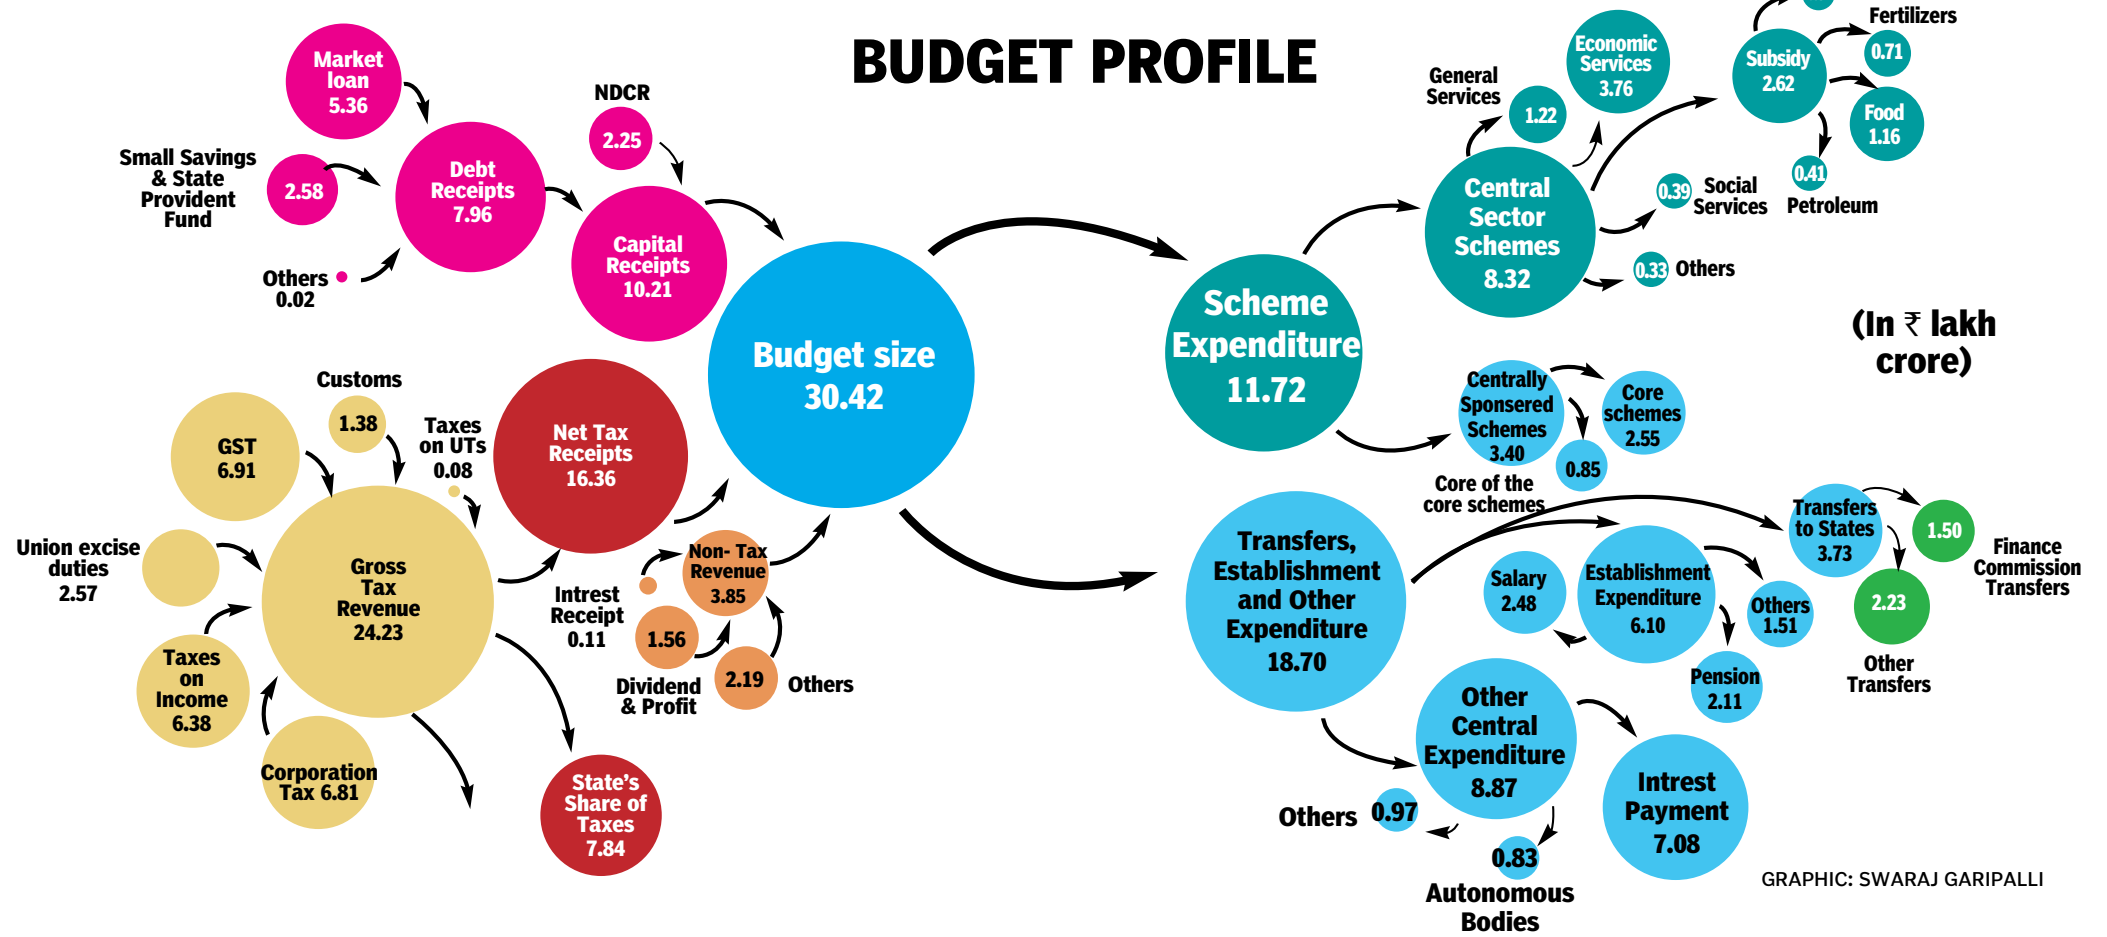 BUDGET PROFILE
Market
loan
5.36
Small Savings
& State
Provident
Fund
2.58
Others
0.02
Debt
Receipts
7.96
NDCR
2.25
Capital
Receipts
10.21
Budget size
30.42
Customs
1.38
GST
6.91
Taxes
on UTs
0.08
Union excise
duties
2.57
Gross
Tax
Revenue
24.23
Taxes
on
Income
6.38
Corporation
Tax 6.81
Net Tax
Receipts
16.36
State's
Share of
Taxes
7.84
Non- Tax
Revenue
3.85
Intrest
Receipt
0.11
1.56
Dividend
& Profit
2.19
Others
Scheme
Expenditure
11.72
Central
Sector
Schemes
8.32
General
Services
1.22
Economic
Services
3.76
Subsidy
2.62
Fertilizers
0.71
Food
1.16
0.41
Petroleum
0.39
Social
Services
0.33
Others
(In ₹ lakh
crore)
Centrally
Sponsered
Schemes
3.40
Core
schemes
2.55
0.85
Core of the
core schemes
Transfers,
Establishment
and Other
Expenditure
18.70
Transfers
to States
3.73
1.50
Finance
Commission
Transfers
2.23
Other
Transfers
Establishment
Expenditure
6.10
Salary
2.48
Others
1.51
Pension
2.11
Other
Central
Expenditure
8.87
Others
0.97
0.83
Autonomous
Bodies
Intrest
Payment
7.08
GRAPHIC: SWARAJ GARIPALLI